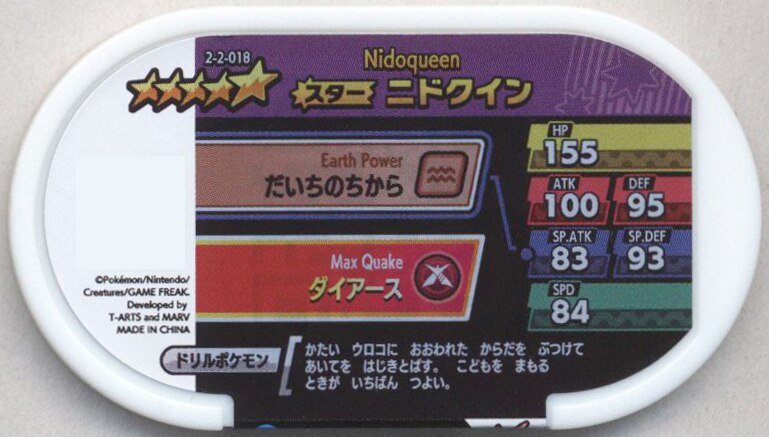 2-2-018
Nidoqueen
スター ニドクイン
Earth Power
だいちのちから
Max Quake
ダイアース
HP
155
ATK
100
DEF
95
SP.ATK
83
SP.DEF
93
SPD
84
©Pokémon/Nintendo/
Creatures/GAME FREAK.
Developed by
T-ARTS and MARV
MADE IN CHINA
ドリルポケモン
かたい ウロコに おおわれた からだを ぶつけて
あいてを はじきとばす。 こどもを まもる
ときが いちばん つよい。